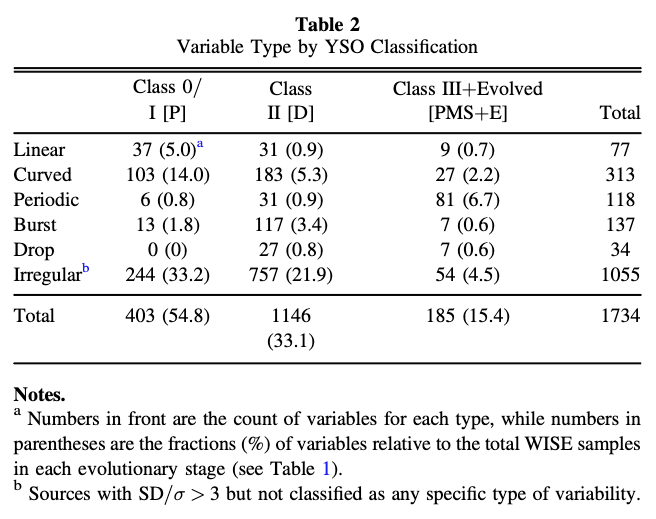 Table 2
Variable Type by YSO Classification
Class 0/ Class Class III+Evolved
I [P] II [D] [PMS+E] Total
Linear 37 (5.0)a 31 (0.9) 9 (0.7) 77
Curved 103 (14.0) 183 (5.3) 27 (2.2) 313
Periodic 6 (0.8) 31 (0.9) 81 (6.7) 118
Burst 13 (1.8) 117 (3.4) 7 (0.6) 137
Drop 0 (0) 27 (0.8) 7 (0.6) 34
Irregularb 244 (33.2) 757 (21.9) 54 (4.5) 1055
Total 403 (54.8) 1146 185 (15.4) 1734
(33.1)
Notes.
a Numbers in front are the count of variables for each type, while numbers in
parentheses are the fractions (%) of variables relative to the total WISE samples
in each evolutionary stage (see Table 1).
b Sources with SD/σ > 3 but not classified as any specific type of variability.